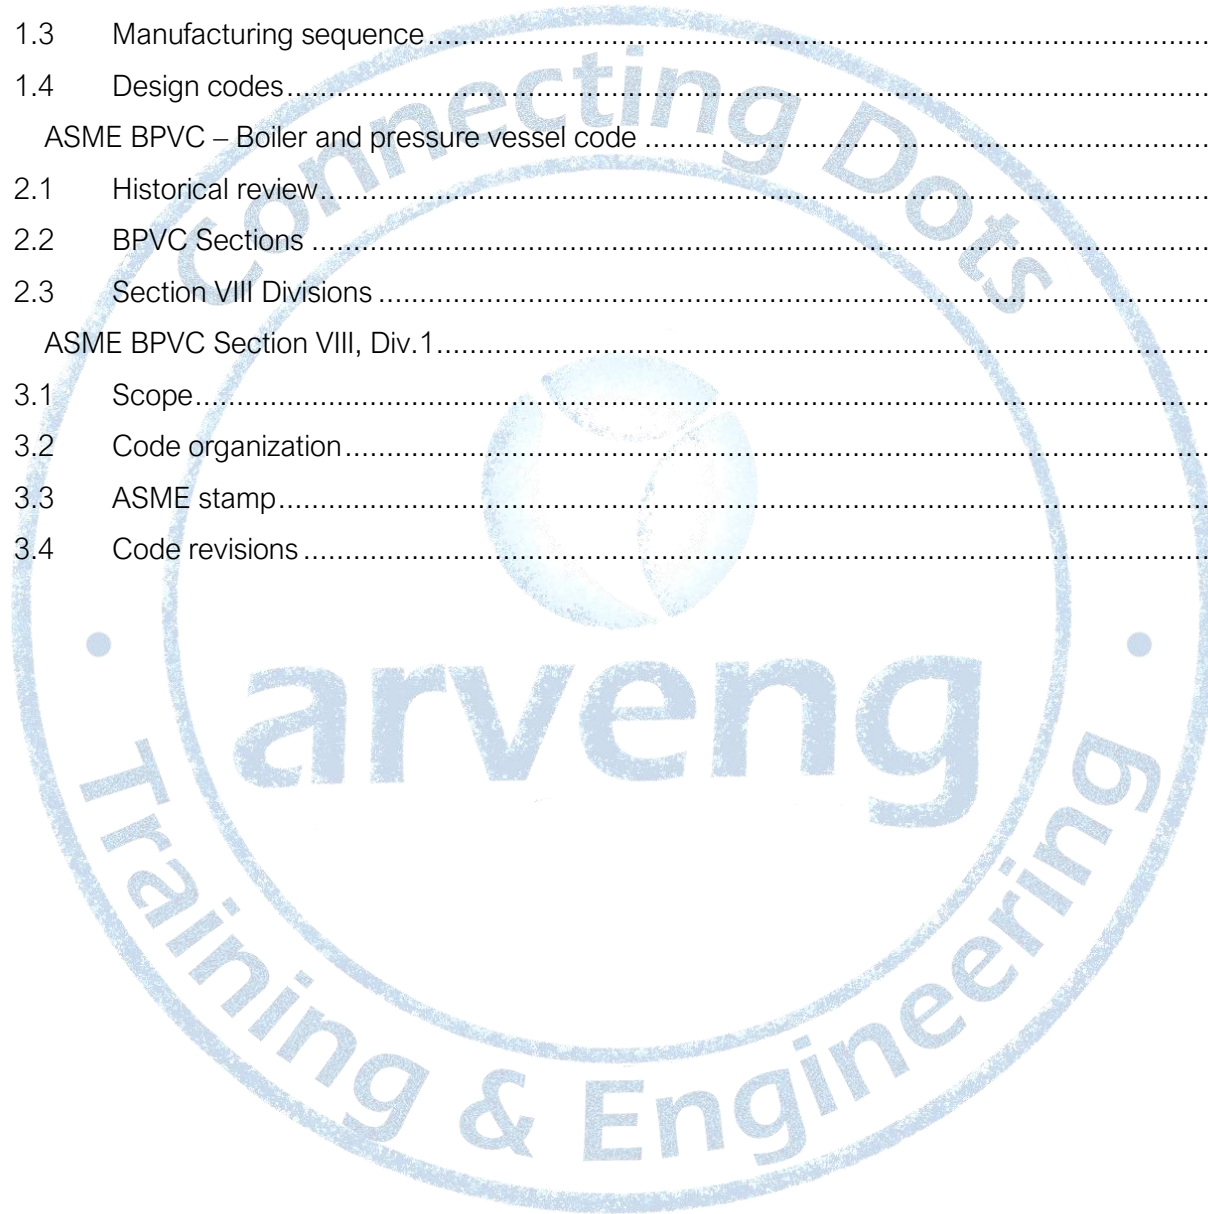 1.3 Manufacturing sequence
1.4 Design codes
ASME BPVC – Boiler and pressure vessel code
2.1 Historical review
2.2 BPVC Sections
2.3 Section VIII Divisions
ASME BPVC Section VIII, Div.1
3.1 Scope
3.2 Code organization
3.3 ASME stamp
3.4 Code revisions
Connecting Dots
arveng
Training & Engineering